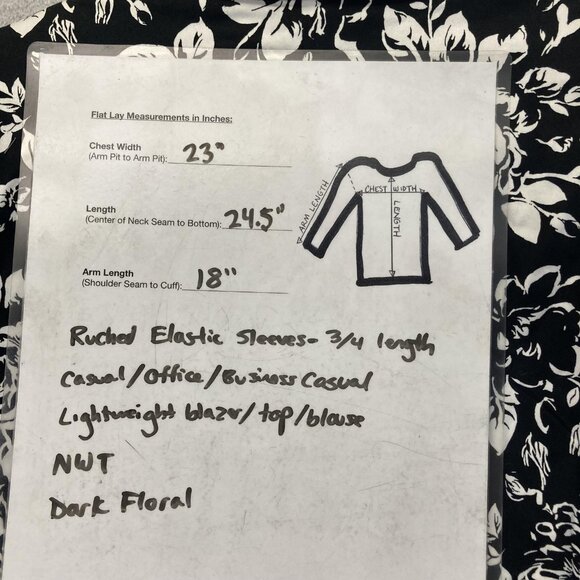 Flat Lay Measurements in Inches:
Chest Width
(Arm Pit to Arm Pit): 23"
Length
(Center of Neck Seam to Bottom): 24.5"
Arm Length
(Shoulder Seam to Cuff): 18"
ARM LENGTH
CHEST WIDTH
LENGTH
Ruched Elastic Sleeves- 3/4 length
Casual/Office/Business Casual
Lightweight blazer/top/blouse
NWT
Dark Floral